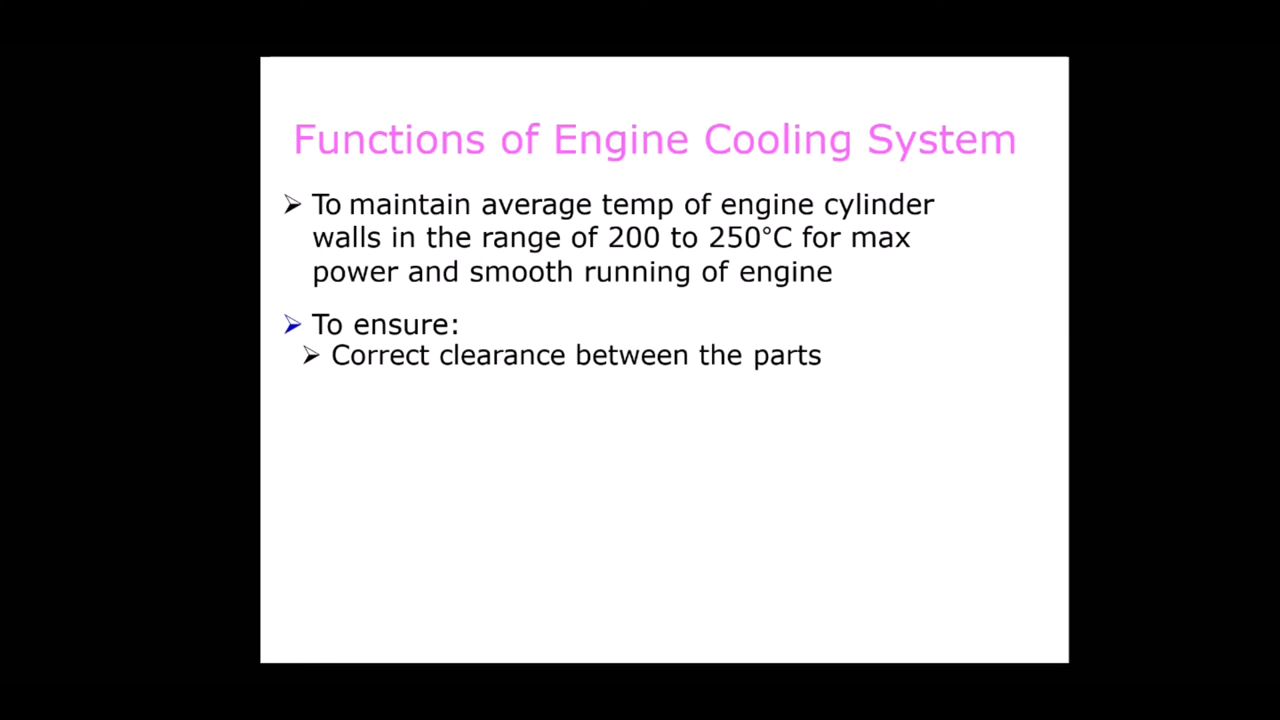 Functions of Engine Cooling System
➢ To maintain average temp of engine cylinder
walls in the range of 200 to 250°C for max
power and smooth running of engine
➢ To ensure:
➢ Correct clearance between the parts